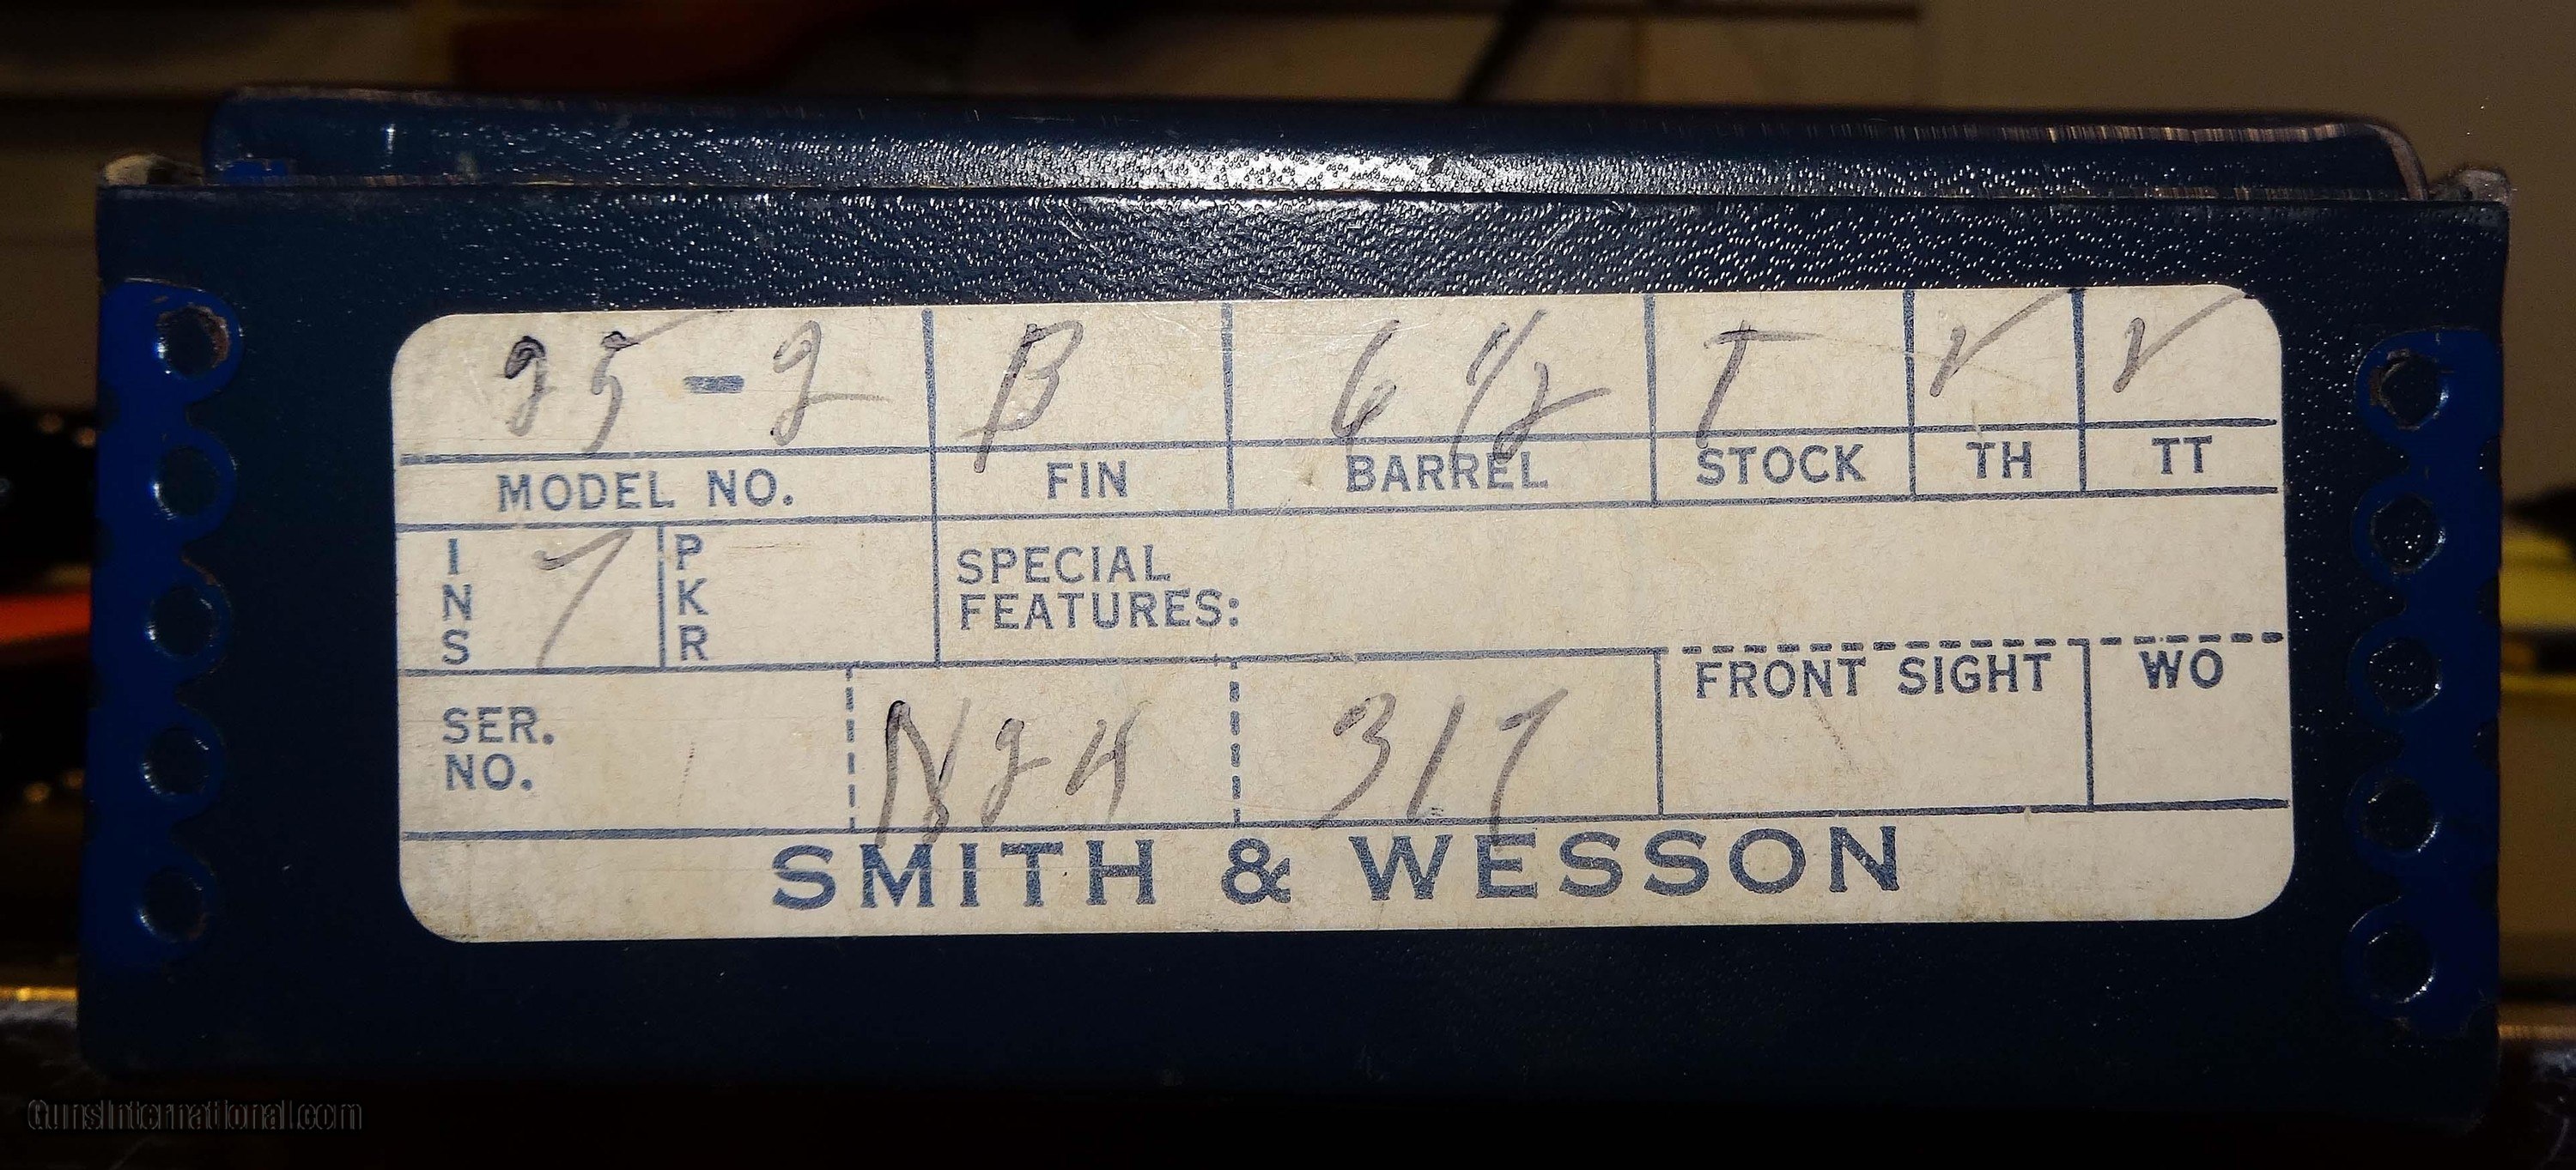 25-2 B 6 1/2 T ✓ ✓
MODEL NO. FIN BARREL STOCK TH TT
INS 7 PKR SPECIAL
FEATURES:
FRONT SIGHT WO
SER.
NO. N24 317
SMITH & WESSON
GunsInternational.com